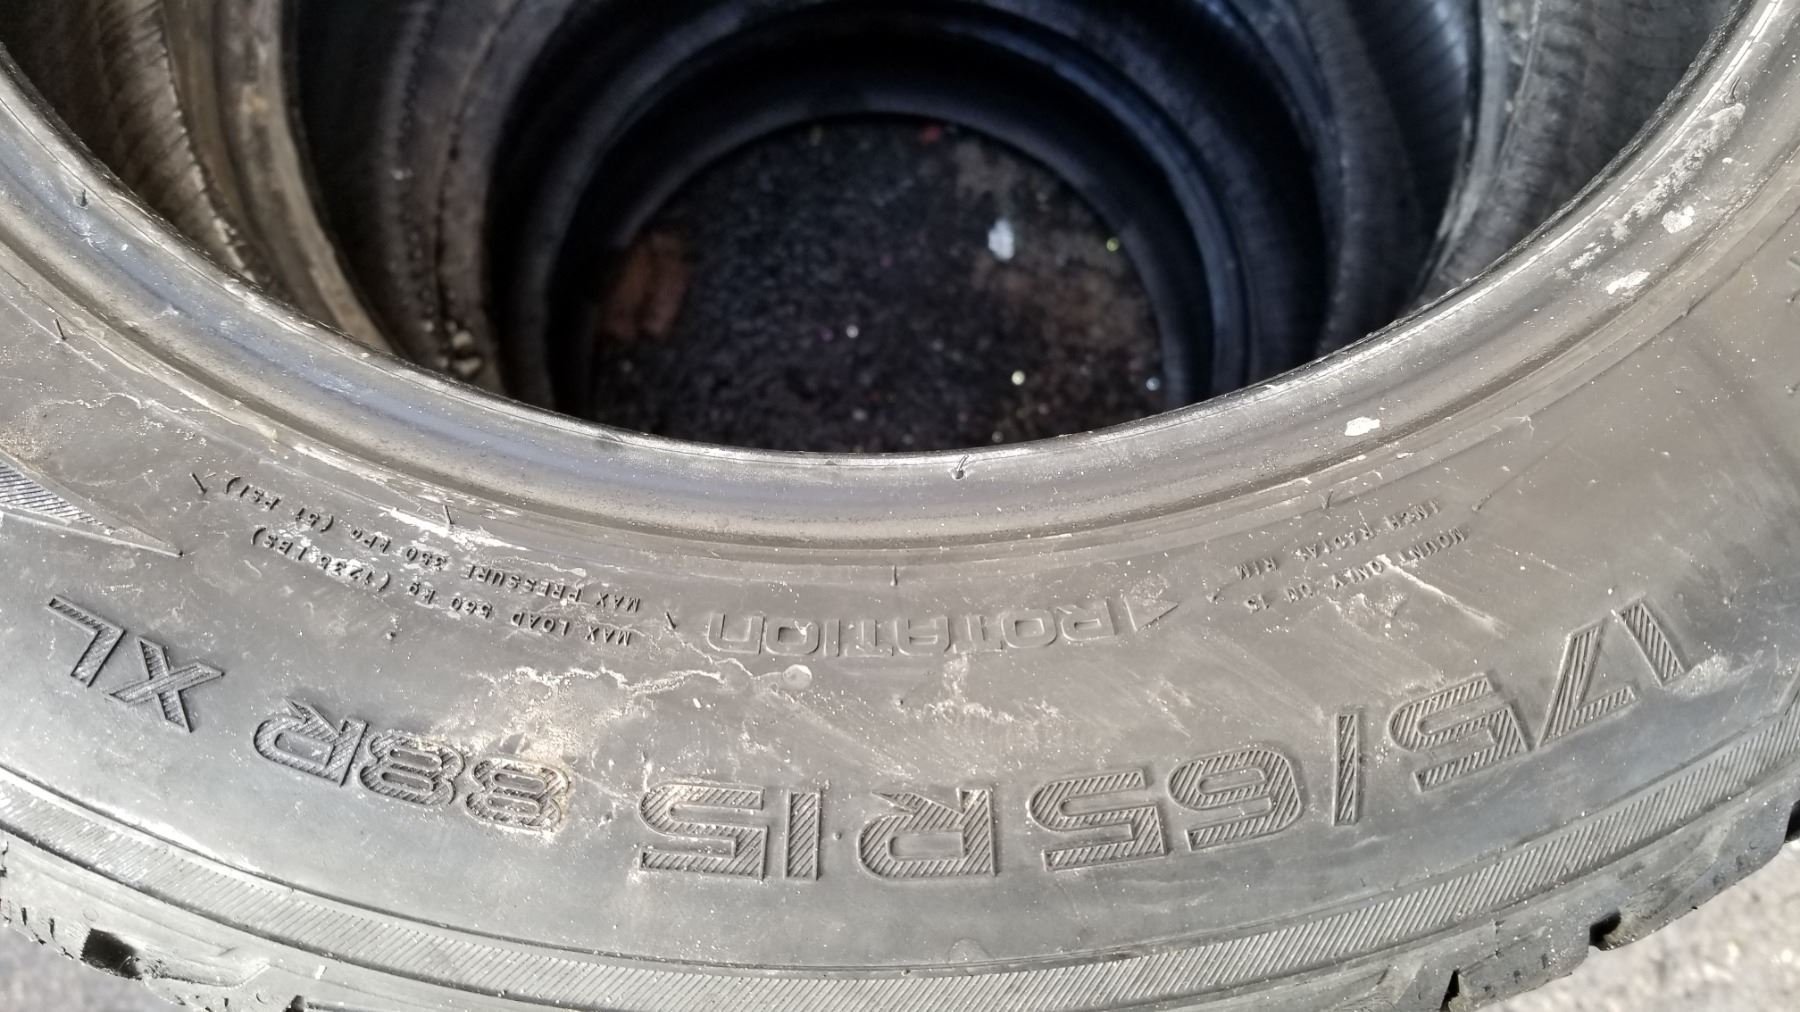 175/65R15 88R XL
ROTATION
MOUNT ONLY ON 15
INCH RADIAL RIM
MAX LOAD 560 KG (1235 LBS)
MAX PRESSURE 350 KPA (51 PSI)